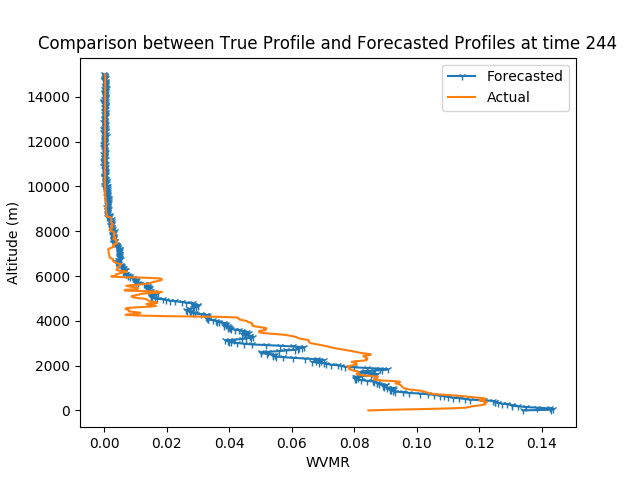 Comparison between True Profile and Forecasted Profiles at time 244
Forecasted
Actual
14000
12000
10000
8000
6000
4000
2000
0
Altitude (m)
0.00 0.02 0.04 0.06 0.08 0.10 0.12 0.14
WVMR